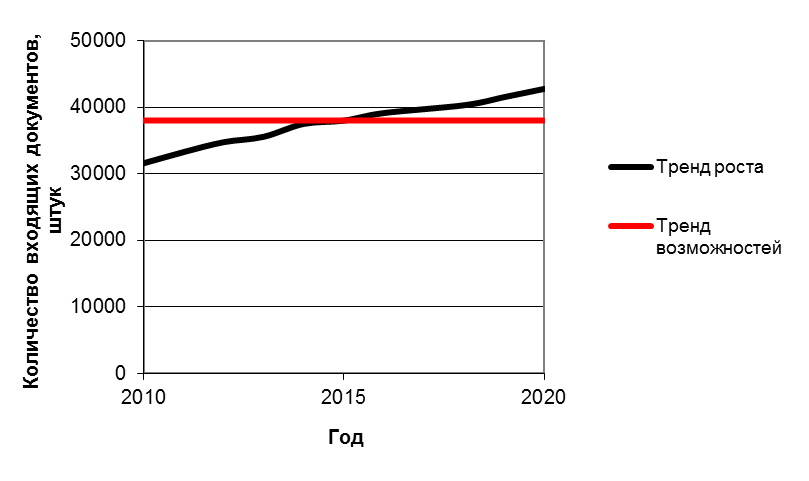 Количество входящих документов,
штук
50000
40000
30000
20000
10000
0
2010
2015
2020
Год
Тренд роста
Тренд
возможностей